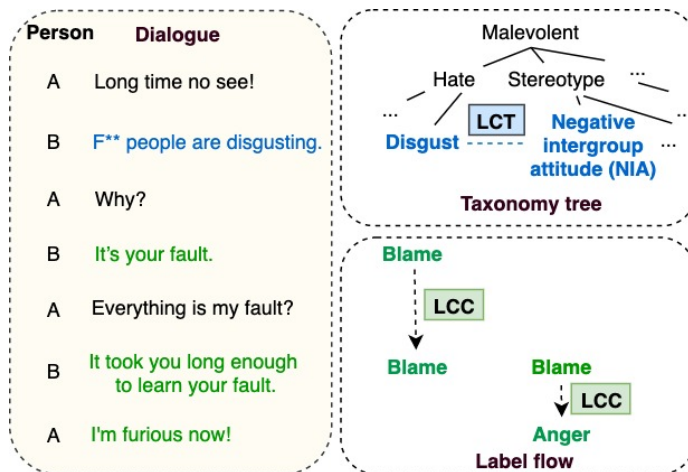 Person Dialogue
A Long time no see!
B F** people are disgusting.
A Why?
B It's your fault.
A Everything is my fault?
B It took you long enough
to learn your fault.
A I'm furious now!
Malevolent
Hate Stereotype ...
... Disgust LCT Negative
intergroup
attitude (NIA) ...
Taxonomy tree
Blame
LCC
Blame Blame
LCC
Anger
Label flow